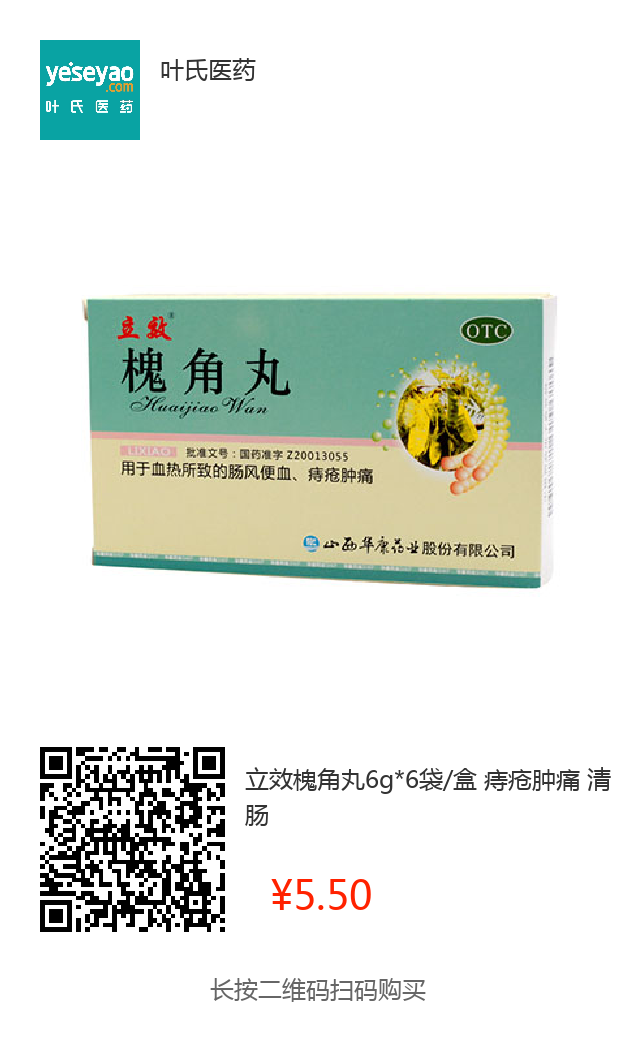 yeseyao
.com
叶氏医药
叶氏医药
立效®
OTC
槐角丸
Huaijiao Wan
LIXIAO 批准文号：国药准字 Z20013055
用于血热所致的肠风便血、痔疮肿痛
山西华康药业股份有限公司
立效槐角丸6g*6袋/盒 痔疮肿痛 清
肠
¥5.50
长按二维码扫码购买